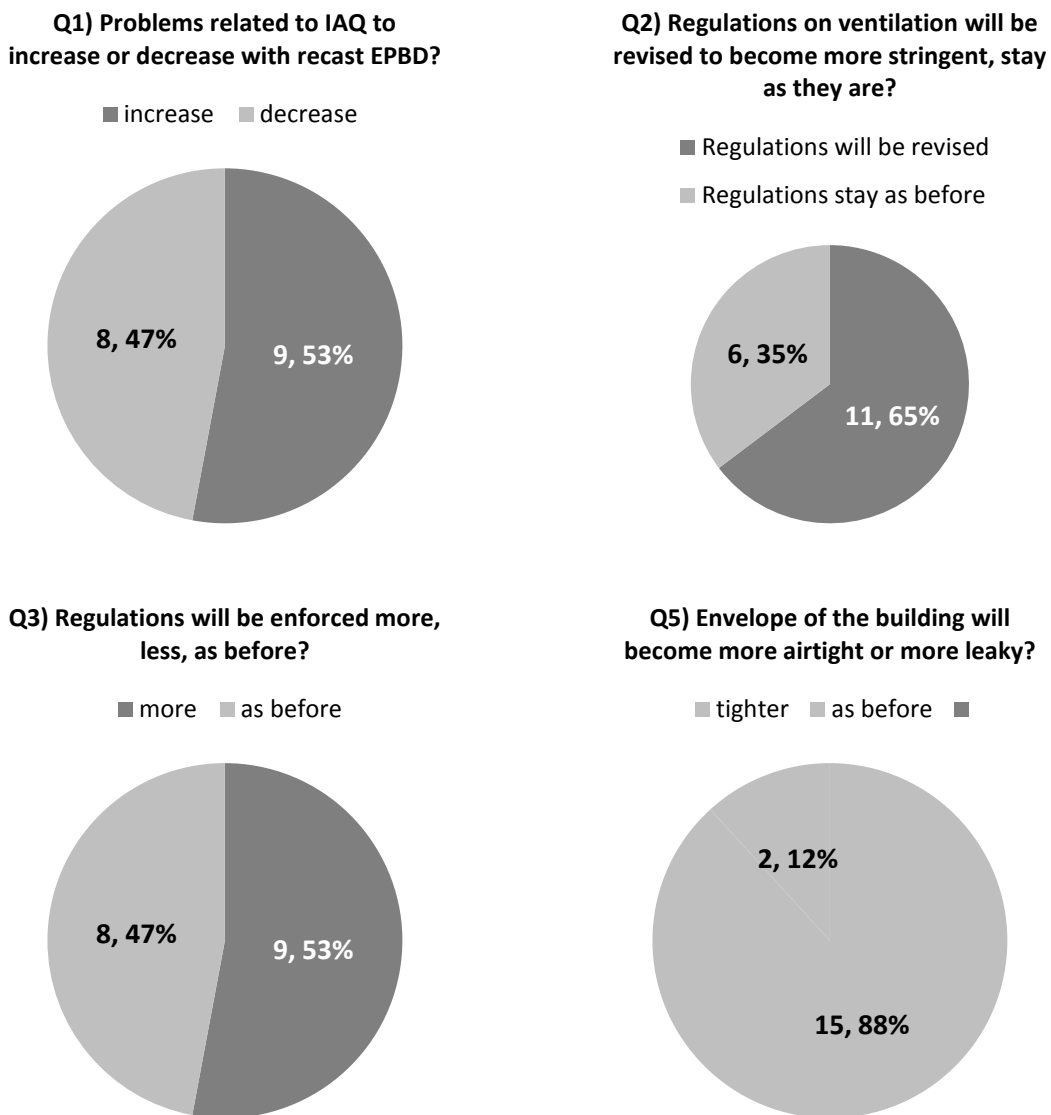 Q1) Problems related to IAQ to
increase or decrease with recast EPBD?
increase decrease
8, 47%
9, 53%
Q2) Regulations on ventilation will be
revised to become more stringent, stay
as they are?
Regulations will be revised
Regulations stay as before
6, 35%
11, 65%
Q3) Regulations will be enforced more,
less, as before?
more as before
8, 47%
9, 53%
Q5) Envelope of the building will
become more airtight or more leaky?
tighter as before
2, 12%
15, 88%